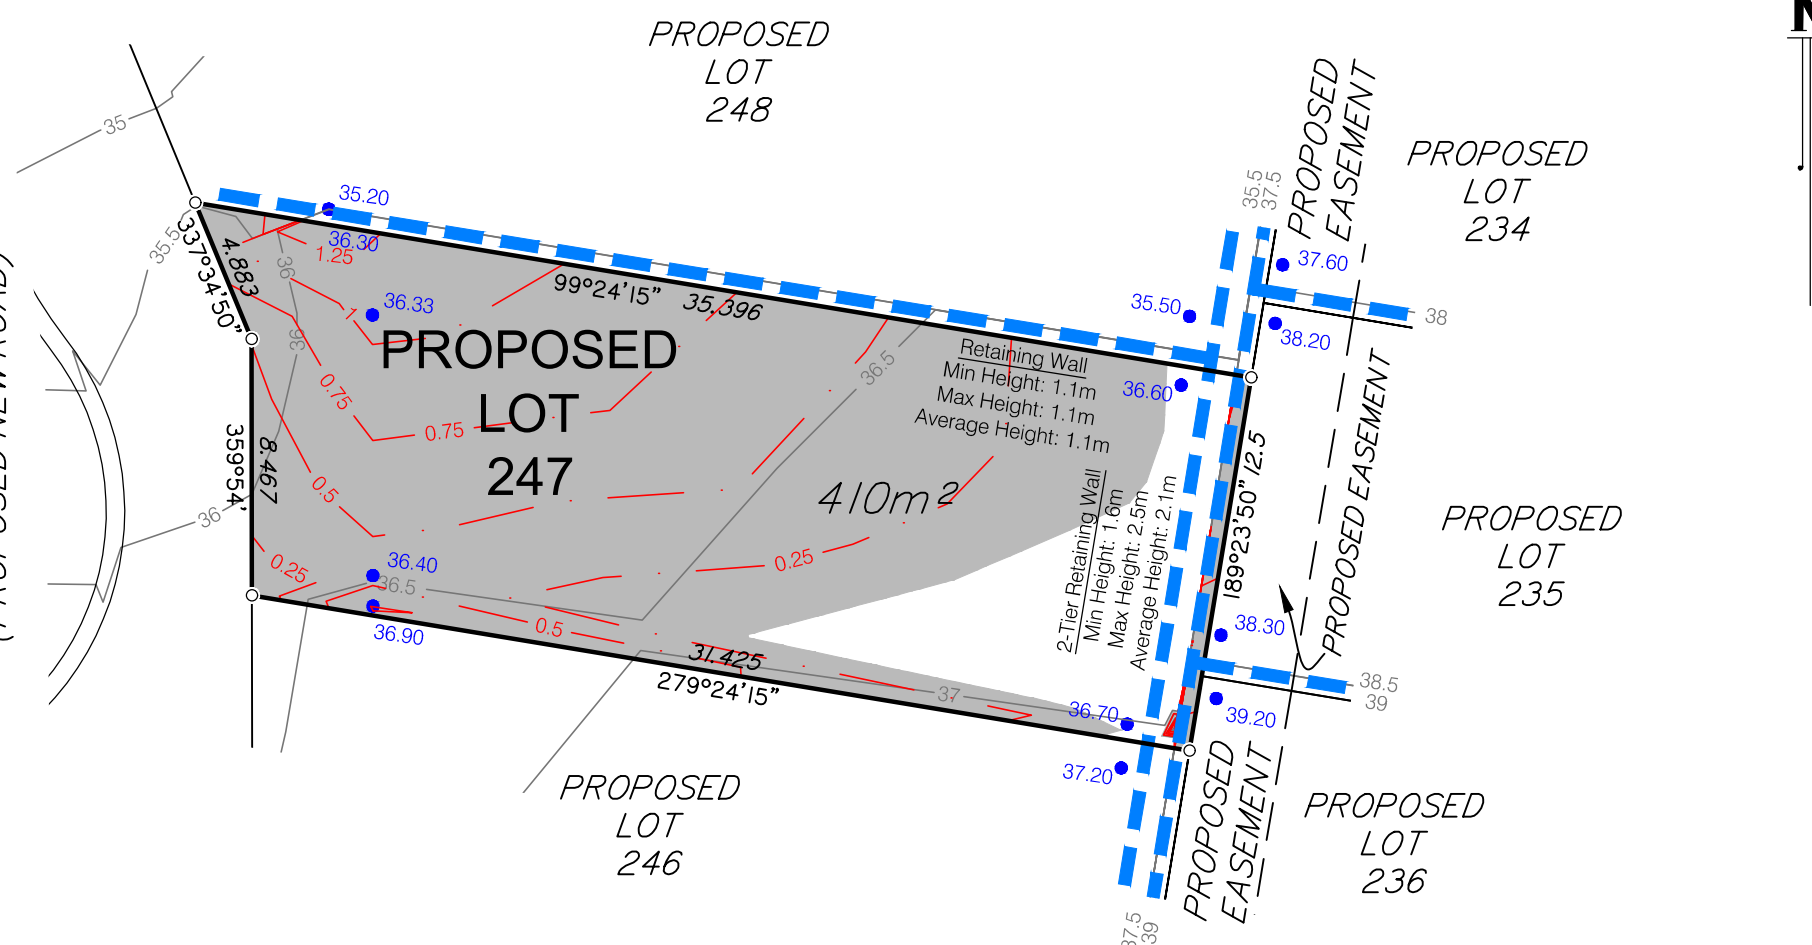 PROPOSED
LOT
248
N
PROPOSED
EASEMENT
PROPOSED
LOT
234
35
35.5
37.5
35.20
36.30
1.25
35.5
337°34'50"
4.883
36
36.33
1
36
99°24'15"
35.396
37.60
35.50
38
38.20
PROPOSED
LOT
247
Retaining Wall
Min Height: 1.1m
Max Height: 1.1m
Average Height: 1.1m
36.5
36.60
0.75
0.75
PROPOSED EASEMENT
359°54'
8.467
0.5
410m²
189°23'50"
12.5
2-Tier Retaining Wall
Min Height: 1.6m
Max Height: 2.5m
Average Height: 2.1m
PROPOSED
LOT
235
36
0.25
36.40
36.5
0.25
36.90
0.5
38.30
31.425
279°24'15"
37
36.70
38.5
39
39.20
37.20
PROPOSED
LOT
246
PROPOSED
EASEMENT
PROPOSED
LOT
236
37.5
39